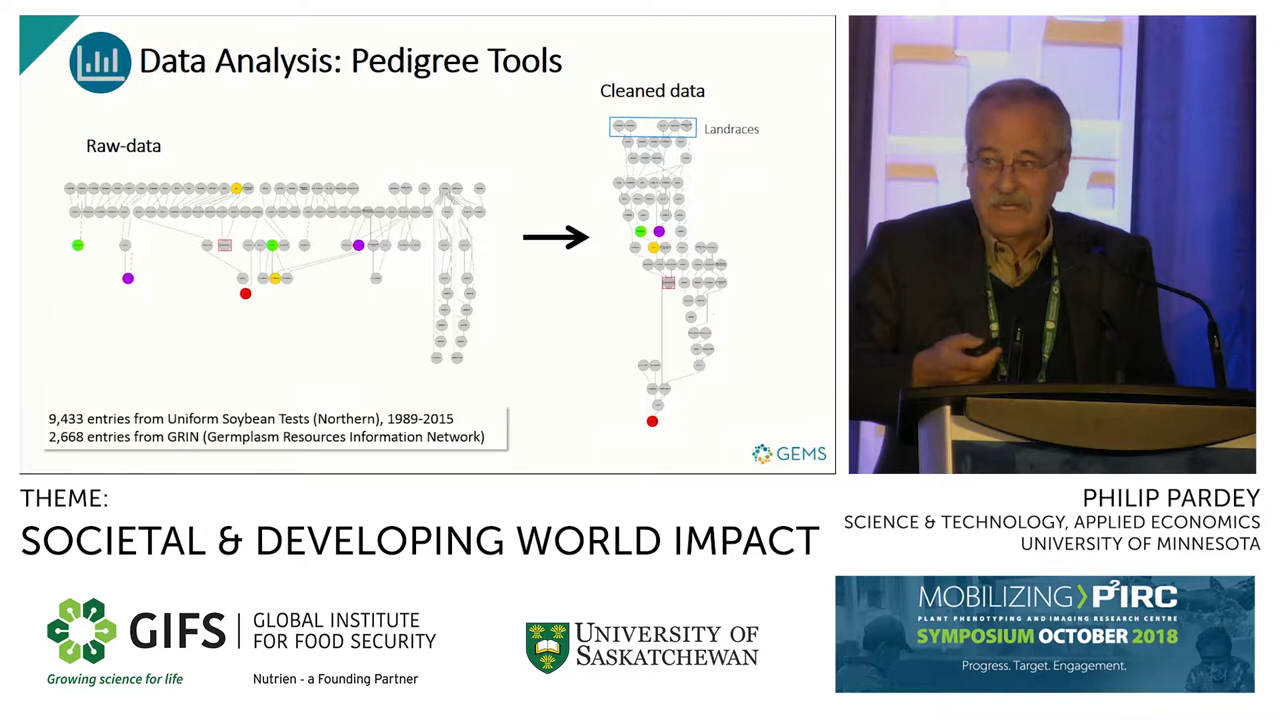 Data Analysis: Pedigree Tools
Raw-data
Cleaned data
Landraces
9,433 entries from Uniform Soybean Tests (Northern), 1989-2015
2,668 entries from GRIN (Germplasm Resources Information Network)
GEMS
THEME:
SOCIETAL & DEVELOPING WORLD IMPACT
PHILIP PARDEY
SCIENCE & TECHNOLOGY, APPLIED ECONOMICS
UNIVERSITY OF MINNESOTA
GIFS
GLOBAL INSTITUTE
FOR FOOD SECURITY
Growing science for life
Nutrien - a Founding Partner
UNIVERSITY OF
SASKATCHEWAN
MOBILIZING P²IRC
PLANT PHENOTYPING AND IMAGING RESEARCH CENTRE
SYMPOSIUM OCTOBER 2018
Progress. Target. Engagement.